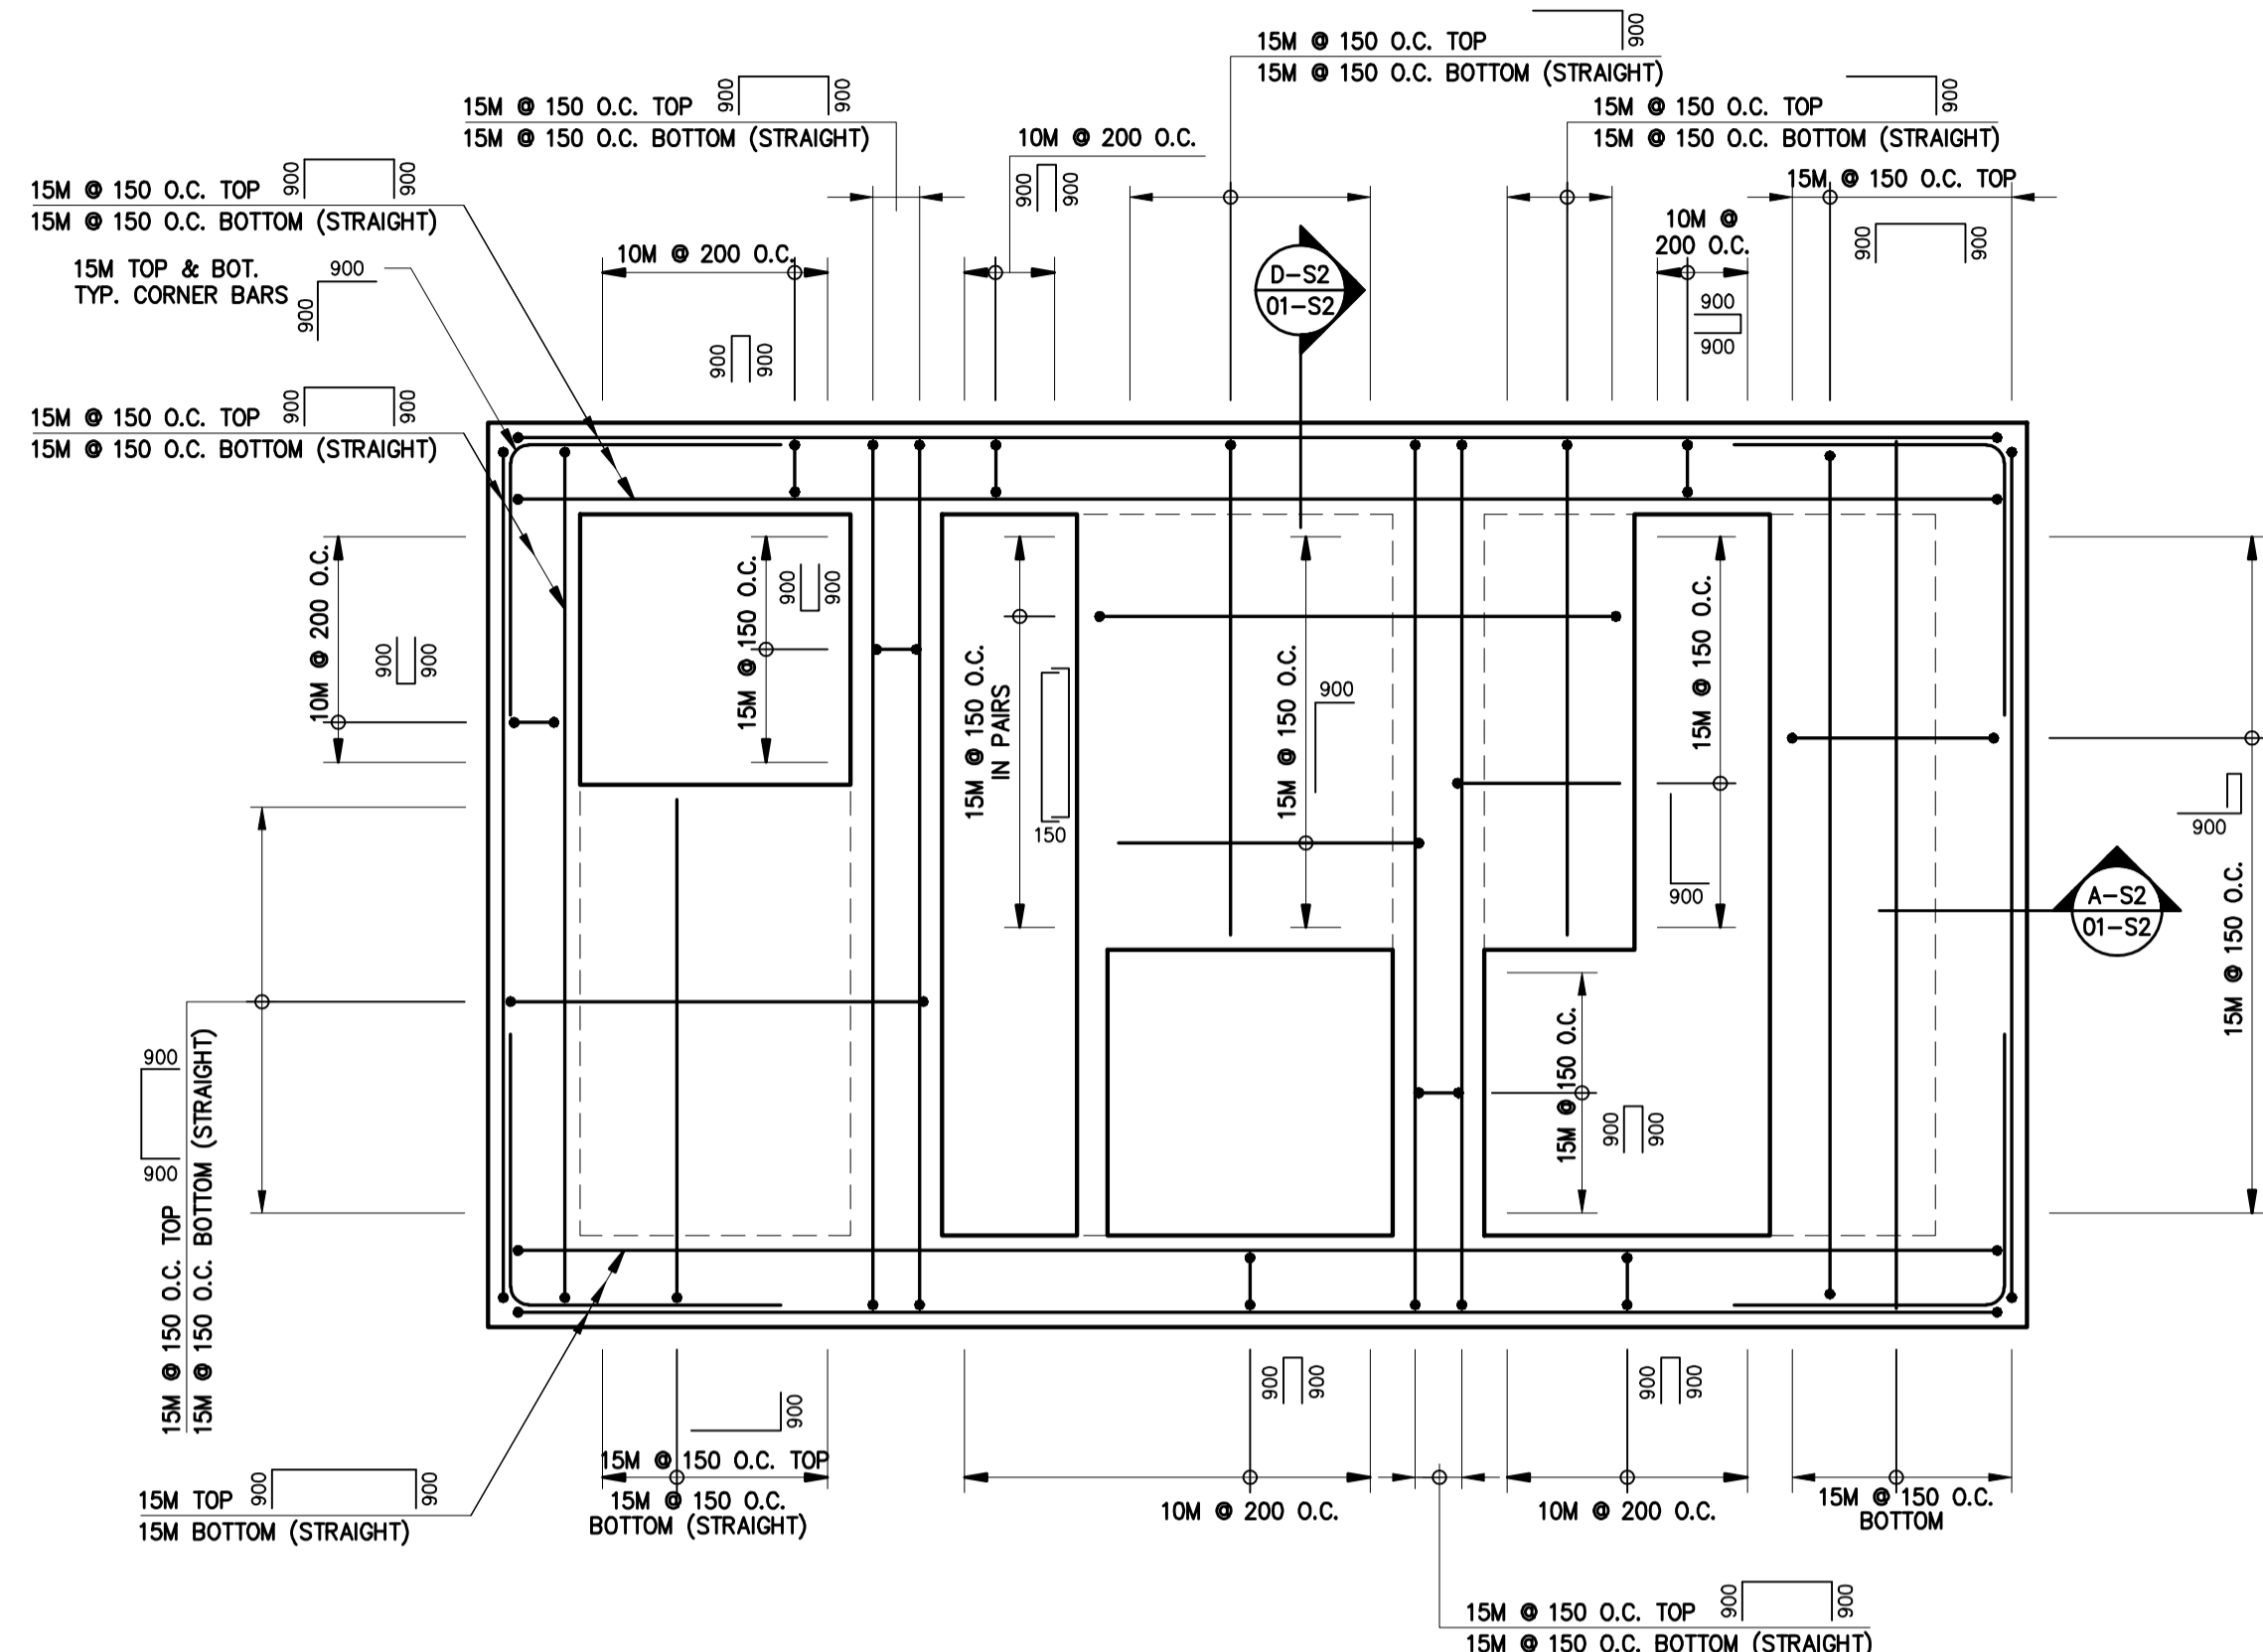 900
15M @ 150 O.C. TOP
15M @ 150 O.C. BOTTOM (STRAIGHT)
900
900
15M @ 150 O.C. TOP
15M @ 150 O.C. BOTTOM (STRAIGHT)
900
15M @ 150 O.C. TOP
15M @ 150 O.C. BOTTOM (STRAIGHT)
10M @ 200 O.C.
900
900
900
900
15M @ 150 O.C. TOP
15M @ 150 O.C. BOTTOM (STRAIGHT)
15M @ 150 O.C. TOP
900
900
10M @
200 O.C.
900
900
10M @ 200 O.C.
900
900
15M TOP & BOT.
TYP. CORNER BARS
900
900
D-S2
01-S2
900
900
15M @ 150 O.C. TOP
15M @ 150 O.C. BOTTOM (STRAIGHT)
10M @ 200 O.C.
900
900
15M @ 150 O.C.
900
900
15M @ 150 O.C.
IN PAIRS
150
15M @ 150 O.C.
900
15M @ 150 O.C.
900
900
15M @ 150 O.C.
A-S2
01-S2
15M @ 150 O.C.
900
900
900
900
15M @ 150 O.C. TOP
15M @ 150 O.C. BOTTOM (STRAIGHT)
900
900
15M TOP
15M BOTTOM (STRAIGHT)
900
15M @ 150 O.C. TOP
15M @ 150 O.C.
BOTTOM (STRAIGHT)
900
900
10M @ 200 O.C.
900
900
10M @ 200 O.C.
15M @ 150 O.C.
BOTTOM
900
900
15M @ 150 O.C. TOP
15M @ 150 O.C. BOTTOM (STRAIGHT)